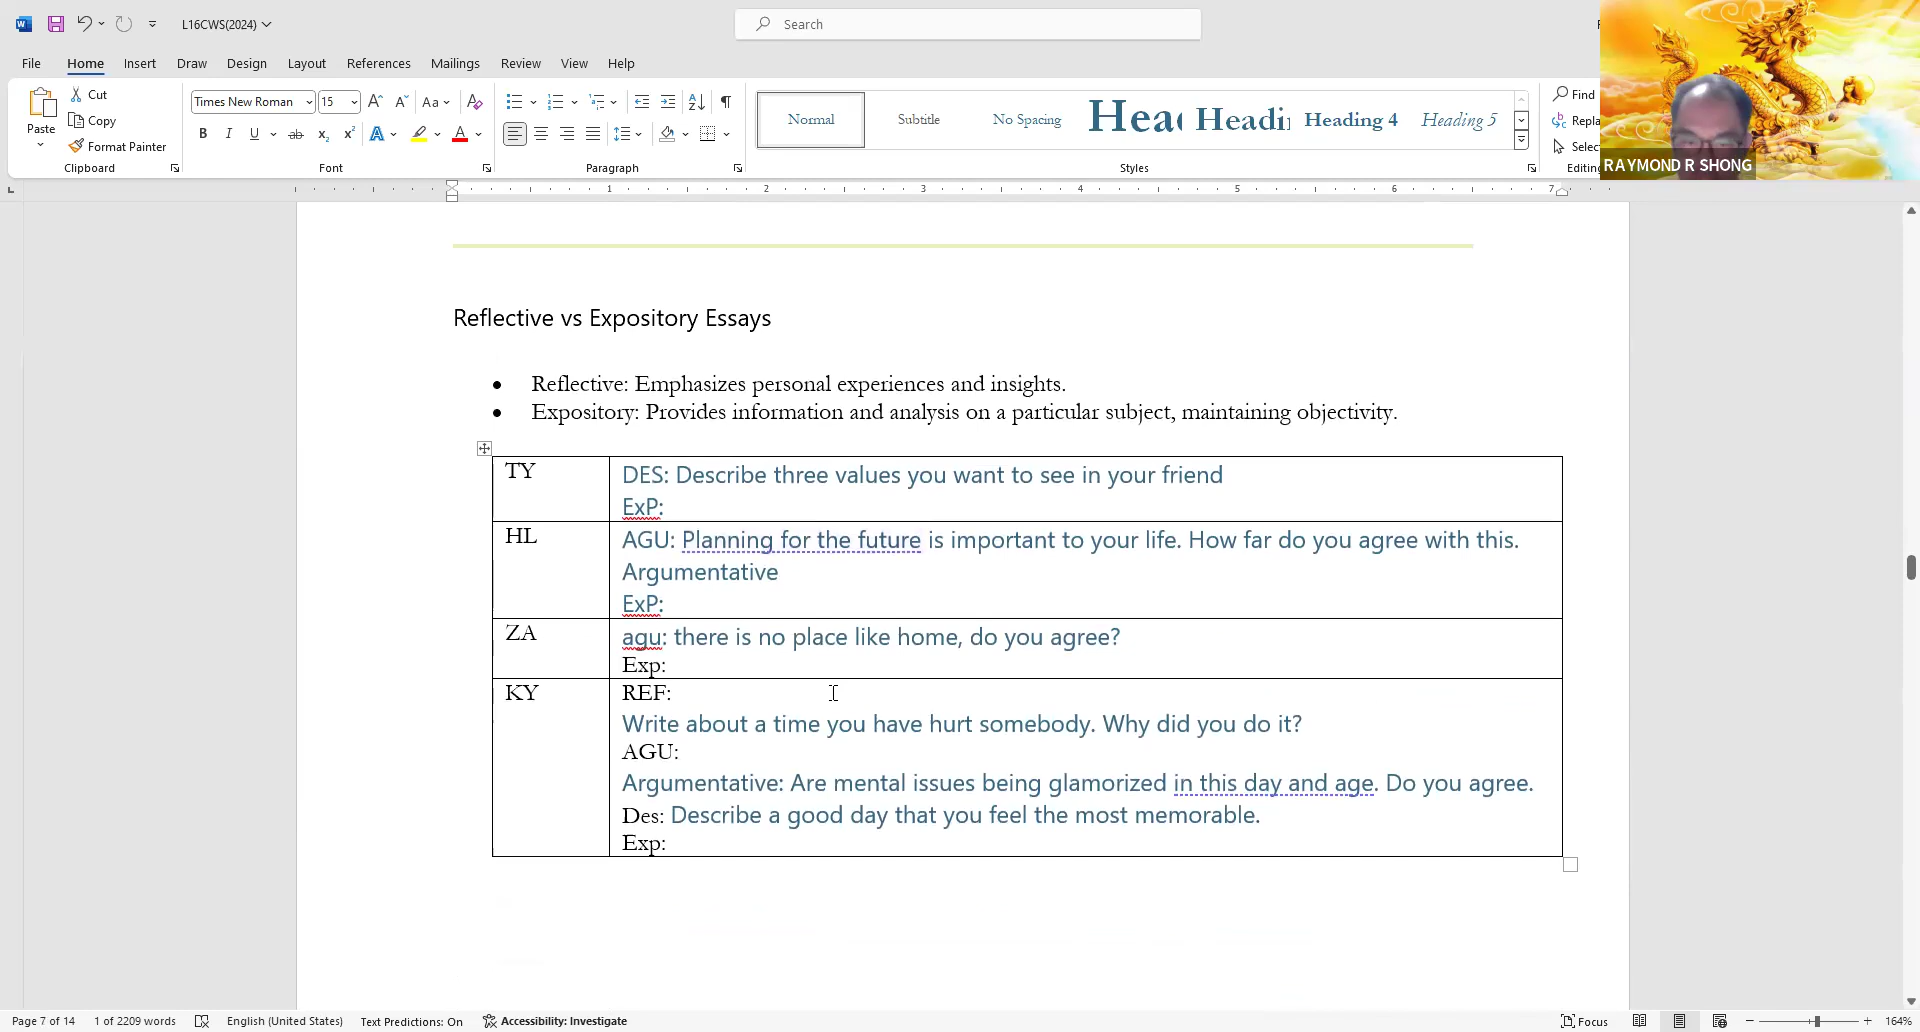 L16CWS(2024)
Search
File Home Insert Draw Design Layout References Mailings Review View Help
Paste
Cut
Copy
Format Painter
Clipboard
Times New Roman 15
Font
Paragraph
Normal Subtitle No Spacing Heading 4 Heading 5
Styles
Find
Editing
RAYMOND R SHONG
1 2 3 4 5 6 7
Reflective vs Expository Essays
• Reflective: Emphasizes personal experiences and insights.
• Expository: Provides information and analysis on a particular subject, maintaining objectivity.
TY
DES: Describe three values you want to see in your friend
ExP:
HL
AGU: Planning for the future is important to your life. How far do you agree with this.
Argumentative
ExP:
ZA
agu: there is no place like home, do you agree?
Exp:
KY
REF:
Write about a time you have hurt somebody. Why did you do it?
AGU:
Argumentative: Are mental issues being glamorized in this day and age. Do you agree.
Des: Describe a good day that you feel the most memorable.
Exp:
Page 7 of 14 1 of 2209 words English (United States) Text Predictions: On Accessibility: Investigate Focus 164%